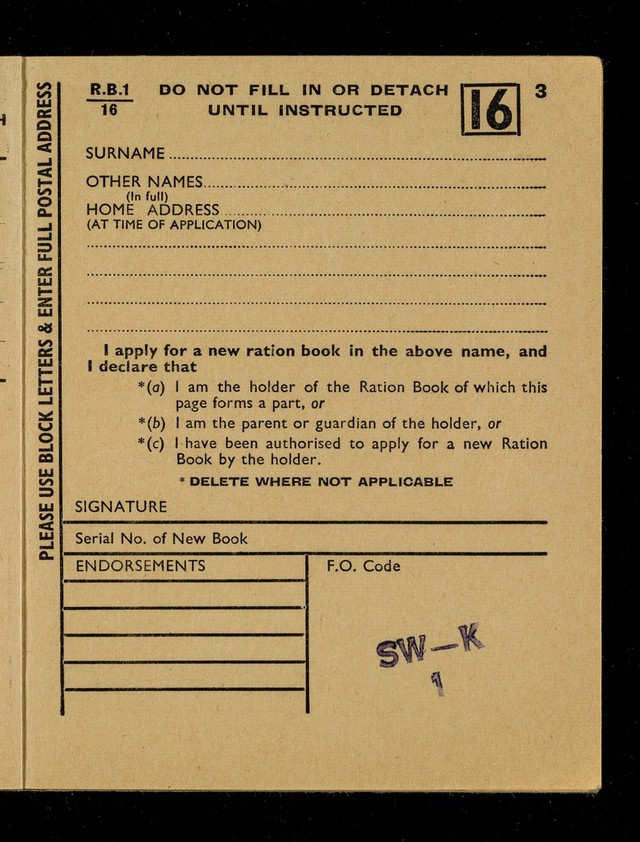 PLEASE USE BLOCK LETTERS & ENTER FULL POSTAL ADDRESS
R.B.1
16
DO NOT FILL IN OR DETACH
UNTIL INSTRUCTED
16
3
SURNAME
OTHER NAMES
(In full)
HOME ADDRESS
(AT TIME OF APPLICATION)
I apply for a new ration book in the above name, and
I declare that
*(a) I am the holder of the Ration Book of which this
page forms a part, or
*(b) I am the parent or guardian of the holder, or
*(c) I have been authorised to apply for a new Ration
Book by the holder.
* DELETE WHERE NOT APPLICABLE
SIGNATURE
Serial No. of New Book
ENDORSEMENTS
F.O. Code
SW-K
1